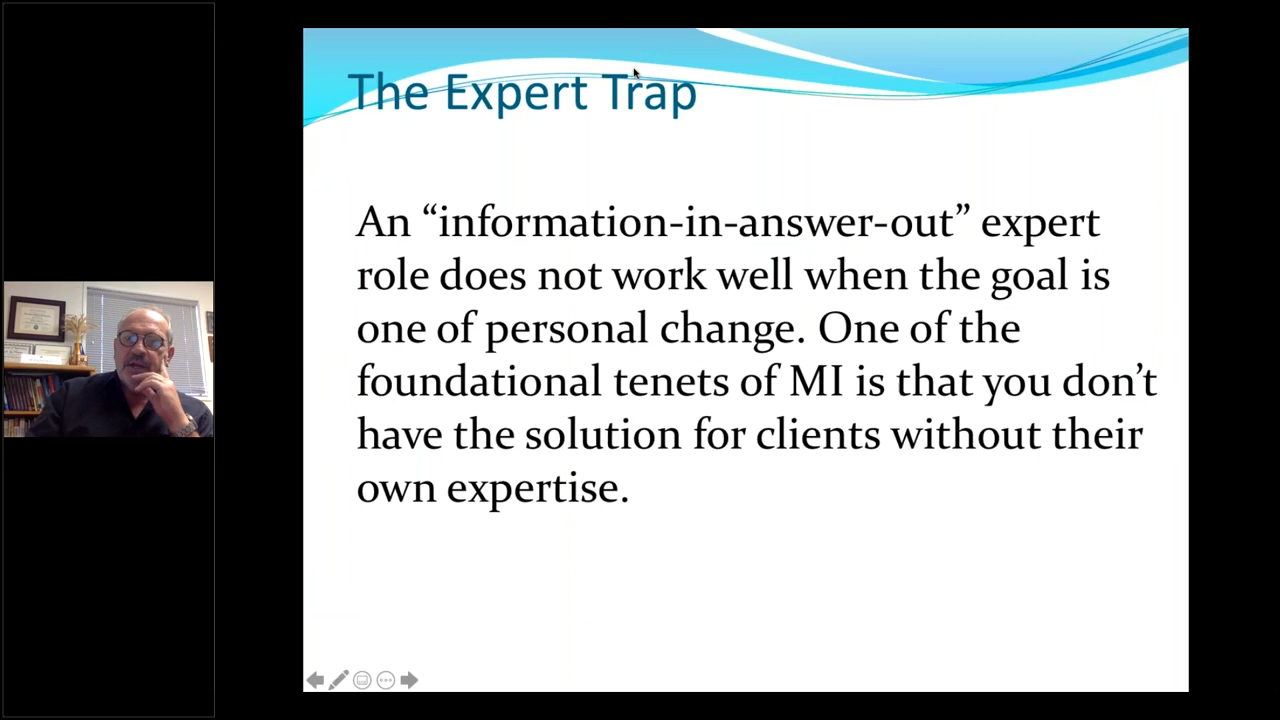 The Expert Trap
An “information-in-answer-out” expert
role does not work well when the goal is
one of personal change. One of the
foundational tenets of MI is that you don’t
have the solution for clients without their
own expertise.